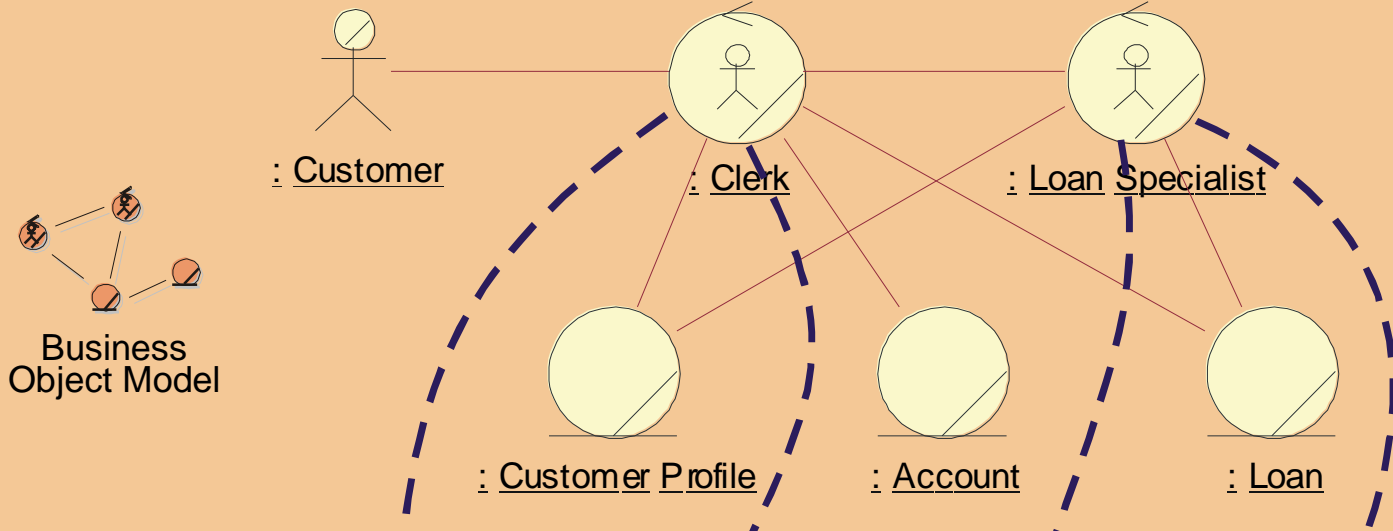 : Customer
: Clerk
: Loan Specialist
Business
Object Model
: Customer Profile
: Account
: Loan